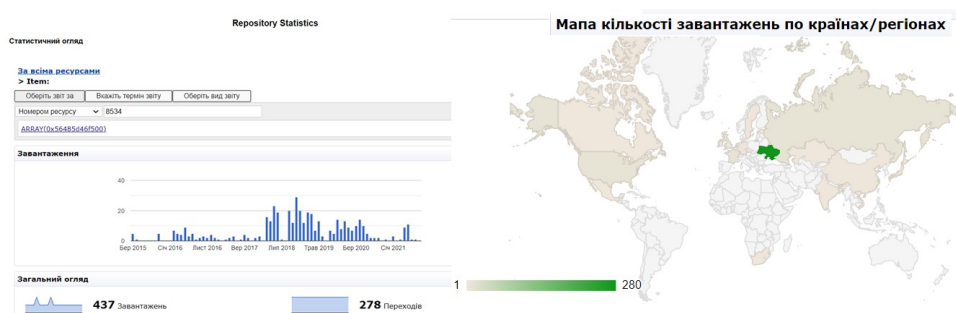 Repository Statistics
Статистичний огляд
За всіма ресурсами
> Item:
Оберіть звіт за
Вкажіть термін звіту
Оберіть вид звіту
Номером ресурсу
8534
ARRAY(0x56485d46f500)
Завантаження
40
20
0
Бер 2015 Січ 2016 Лист 2016 Вер 2017 Лип 2018 Трав 2019 Бер 2020 Січ 2021
Загальний огляд
437 Завантажень
278 Переходів
Мапа кількості завантажень по країнах/регіонах
1
280